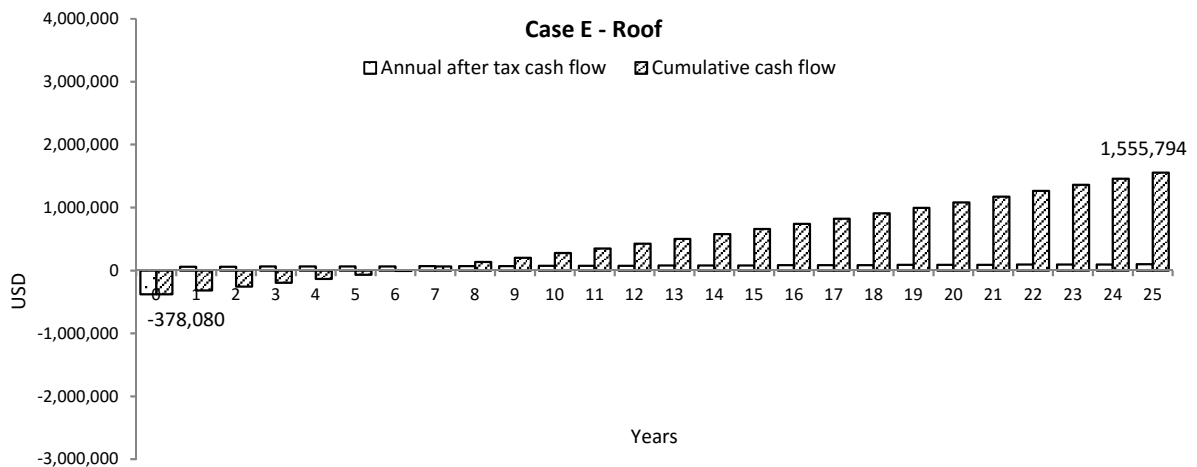 Case E - Roof
Annual after tax cash flow Cumulative cash flow
4,000,000
3,000,000
2,000,000
1,000,000
0
-1,000,000
-2,000,000
-3,000,000
USD
1,555,794
-378,080
0 1 2 3 4 5 6 7 8 9 10 11 12 13 14 15 16 17 18 19 20 21 22 23 24 25
Years